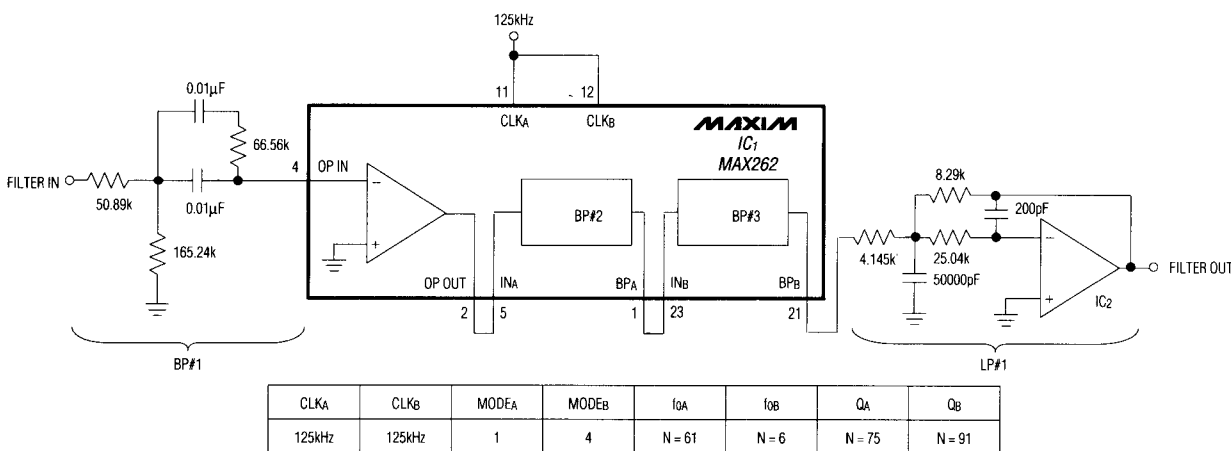 125kHz
11
12
CLKA
CLKB
MAXIM
IC1
MAX262
0.01µF
66.56k
4
OP IN
−
+
FILTER IN
50.89k
0.01µF
165.24k
BP#2
BP#3
OP OUT
INA
BPA
INB
BPB
2
5
1
23
21
BP#1
8.29k
200pF
4.145k
25.04k
50000pF
−
+
IC2
FILTER OUT
LP#1
CLKA CLKB MODEA MODEB f0A f0B QA QB
125kHz 125kHz 1 4 N = 61 N = 6 N = 75 N = 91